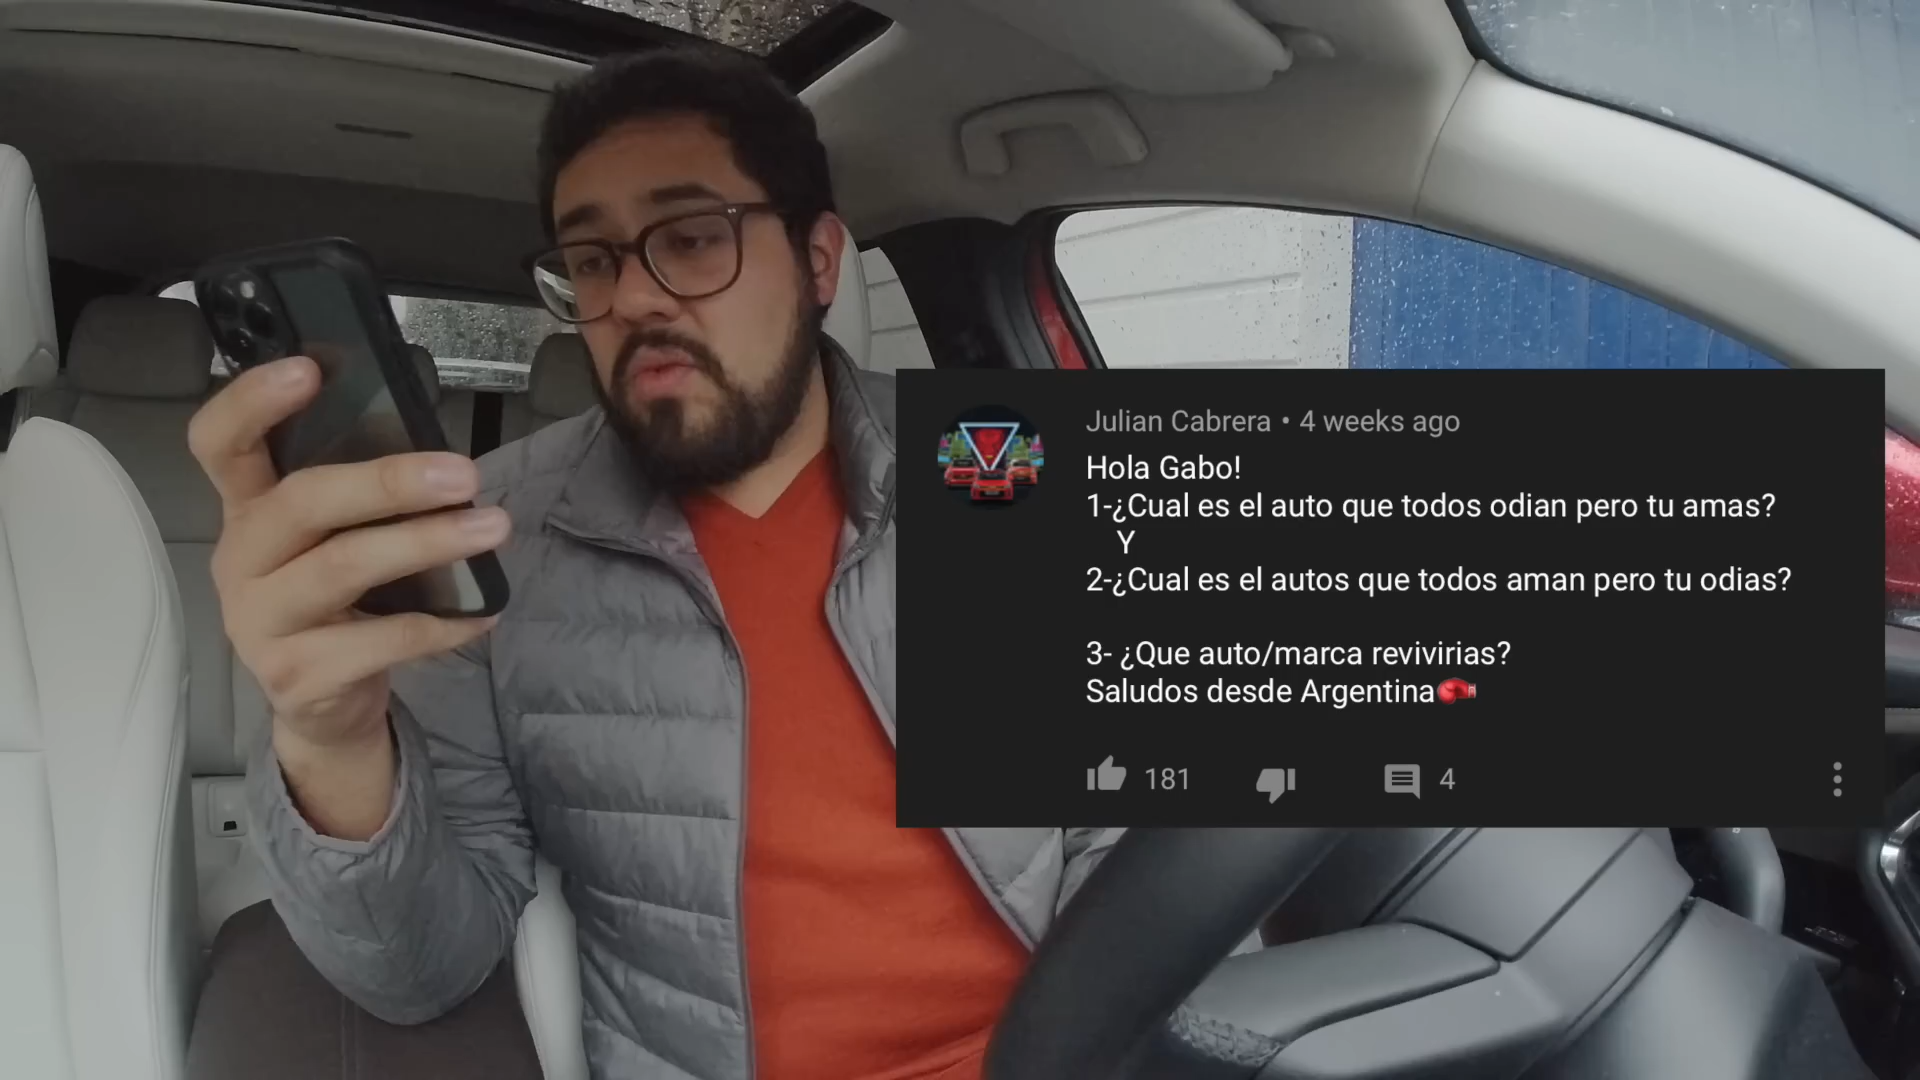 Julian Cabrera • 4 weeks ago
Hola Gabo!
1-¿Cual es el auto que todos odian pero tu amas?
Y
2-¿Cual es el autos que todos aman pero tu odias?
3- ¿Que auto/marca revivirias?
Saludos desde Argentina🥊
181
4